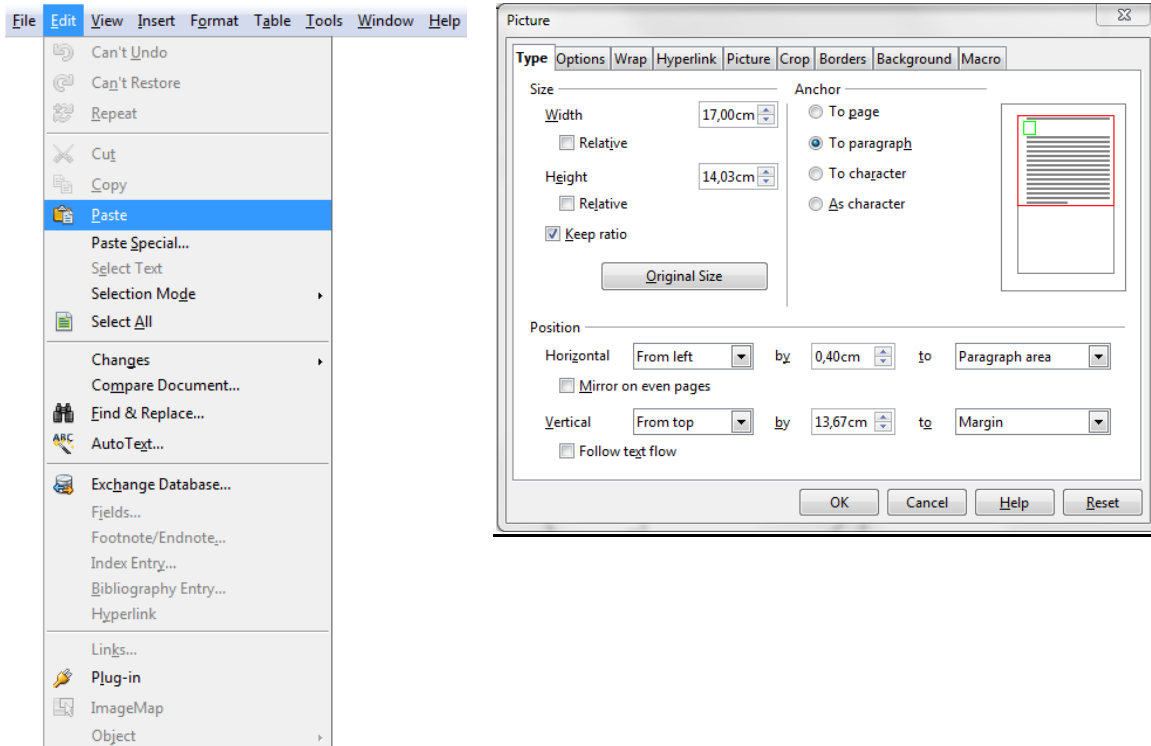 File Edit View Insert Format Table Tools Window Help
Can't Undo
Can't Restore
Repeat
Cut
Copy
Paste
Paste Special...
Select Text
Selection Mode
Select All
Changes
Compare Document...
Find & Replace...
ABC
AutoText...
Exchange Database...
Fields...
Footnote/Endnote...
Index Entry...
Bibliography Entry...
Hyperlink
Links...
Plug-in
ImageMap
Object
Picture
Type Options Wrap Hyperlink Picture Crop Borders Background Macro
Size
Width 17,00cm
Relative
Height 14,03cm
Relative
Keep ratio
Original Size
Anchor
To page
To paragraph
To character
As character
Position
Horizontal From left by 0,40cm to Paragraph area
Mirror on even pages
Vertical From top by 13,67cm to Margin
Follow text flow
OK Cancel Help Reset